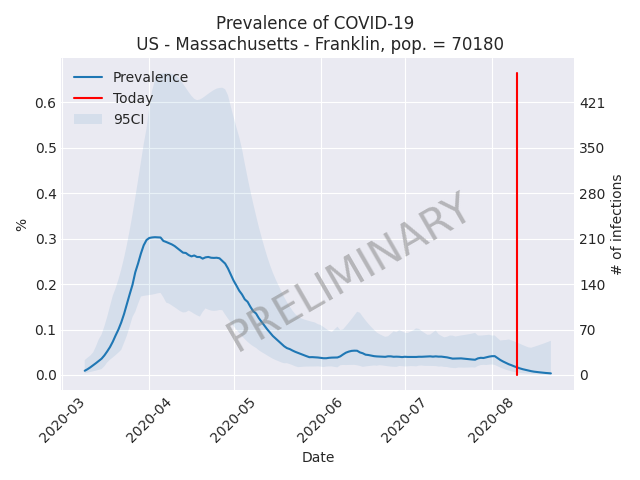 Prevalence of COVID-19
US - Massachusetts - Franklin, pop. = 70180
Prevalence
Today
95CI
0.6
0.5
0.4
0.3
0.2
0.1
0.0
%
421
350
280
210
140
70
0
# of infections
PRELIMINARY
2020-03
2020-04
2020-05
2020-06
2020-07
2020-08
Date